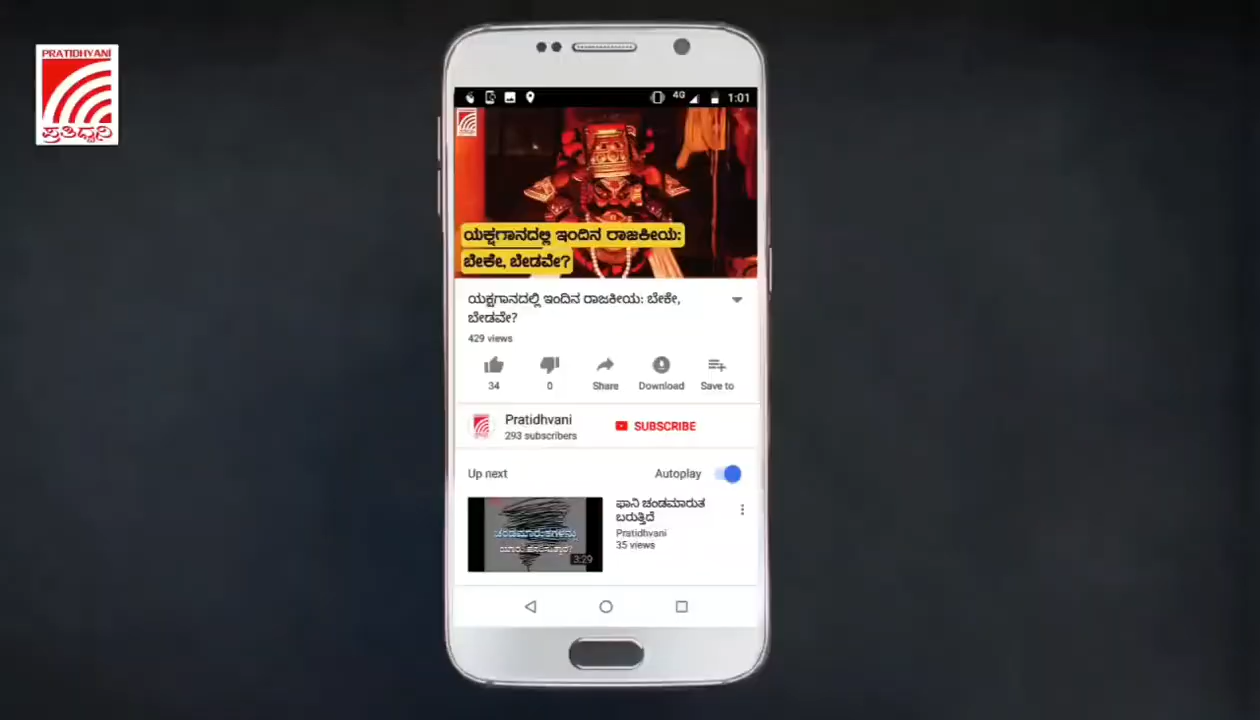 PRATIDHVANI
ಪ್ರತಿಧ್ವನಿ
4G 1:01
ಯಕ್ಷಗಾನದಲ್ಲಿ ಇಂದಿನ ರಾಜಕೀಯ:
ಬೇಕೇ, ಬೇಡವೇ?
ಯಕ್ಷಗಾನದಲ್ಲಿ ಇಂದಿನ ರಾಜಕೀಯ: ಬೇಕೇ,
ಬೇಡವೇ?
429 views
34 0 Share Download Save to
Pratidhvani
293 subscribers
SUBSCRIBE
Up next Autoplay
ಚಂಡಮಾರುತಗಳನ್ನು
3:29
ಫಾನಿ ಚಂಡಮಾರುತ
ಬರುತ್ತಿದೆ
Pratidhvani
35 views